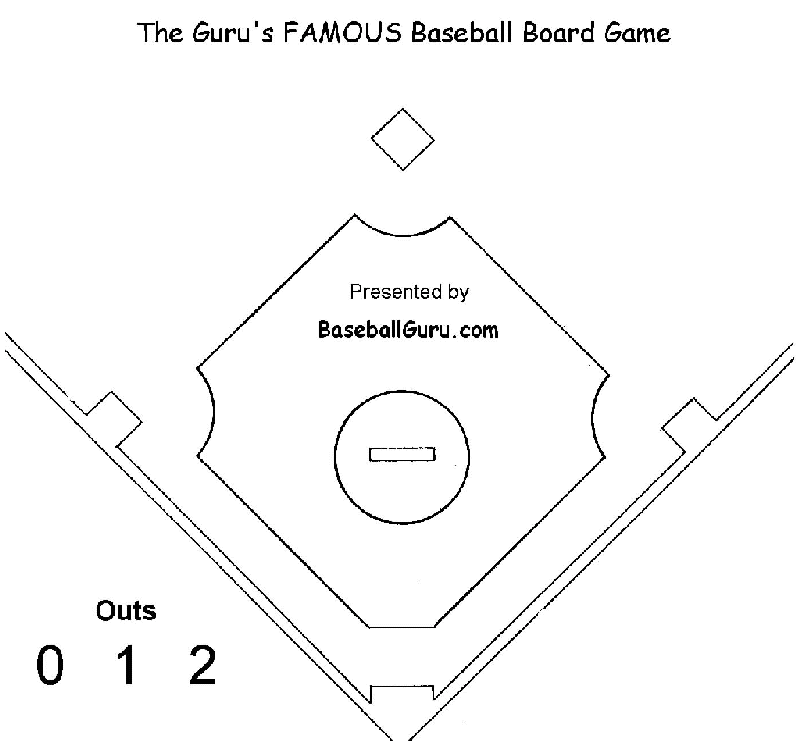 The Guru's FAMOUS Baseball Board Game
Presented by
BaseballGuru.com
Outs
0 1 2